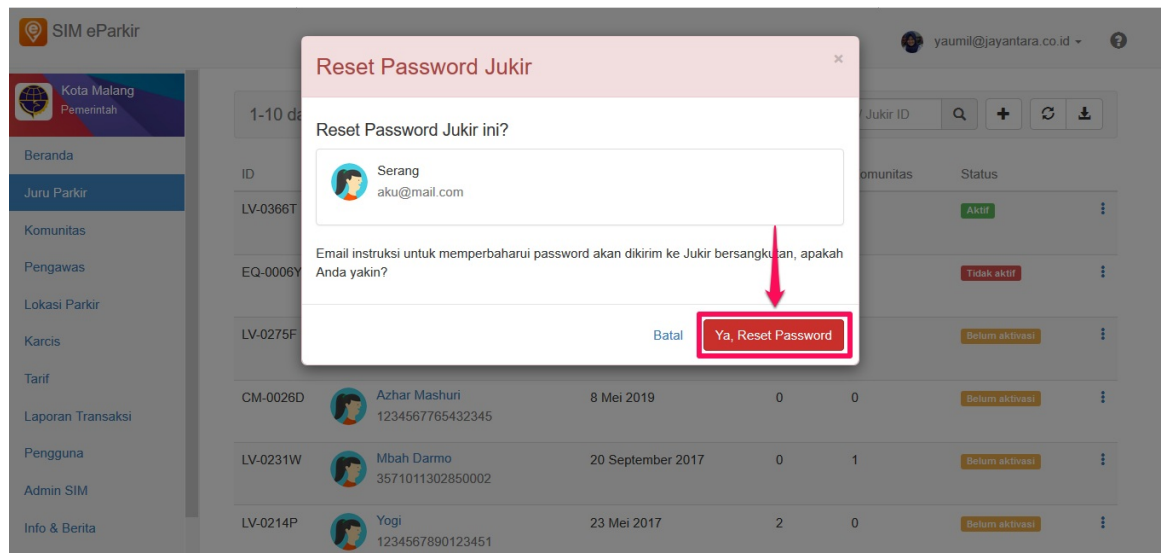 SIM eParkir
yaumil@jayantara.co.id
Kota Malang
Pemerintah
Beranda
Juru Parkir
Komunitas
Pengawas
Lokasi Parkir
Karcis
Tarif
Laporan Transaksi
Pengguna
Admin SIM
Info & Berita
Reset Password Jukir
×
Reset Password Jukir ini?
Serang
aku@mail.com
Email instruksi untuk memperbaharui password akan dikirim ke Jukir bersangkutan, apakah
Anda yakin?
Batal Ya, Reset Password
1-10 Jukir ID
ID Status
LV-0366T Aktif
EQ-0006Y Tidak aktif
LV-0275F Belum aktivasi
CM-0026D Azhar Mashuri 8 Mei 2019 0 0 Belum aktivasi
1234567765432345
LV-0231W Mbah Darmo 20 September 2017 0 1 Belum aktivasi
3571011302850002
LV-0214P Yogi 23 Mei 2017 2 0 Belum aktivasi
1234567890123451